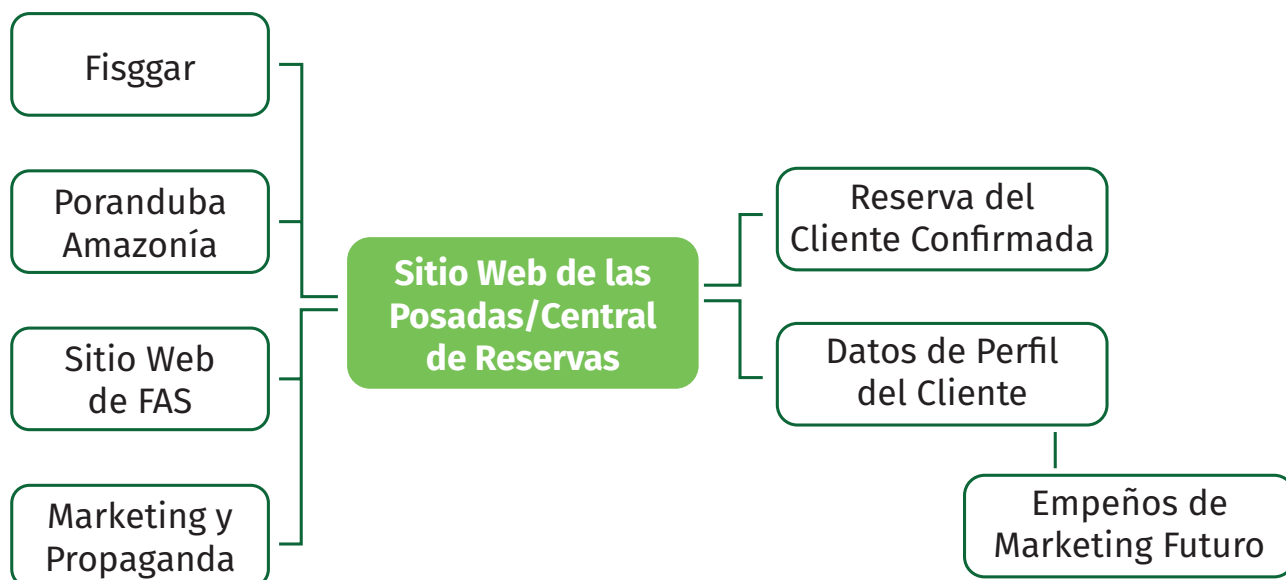 Fisggar
Poranduba
Amazonía
Sitio Web
de FAS
Marketing y
Propaganda
Sitio Web de las
Posadas/Central
de Reservas
Reserva del
Cliente Confirmada
Datos de Perfil
del Cliente
Empeños de
Marketing Futuro